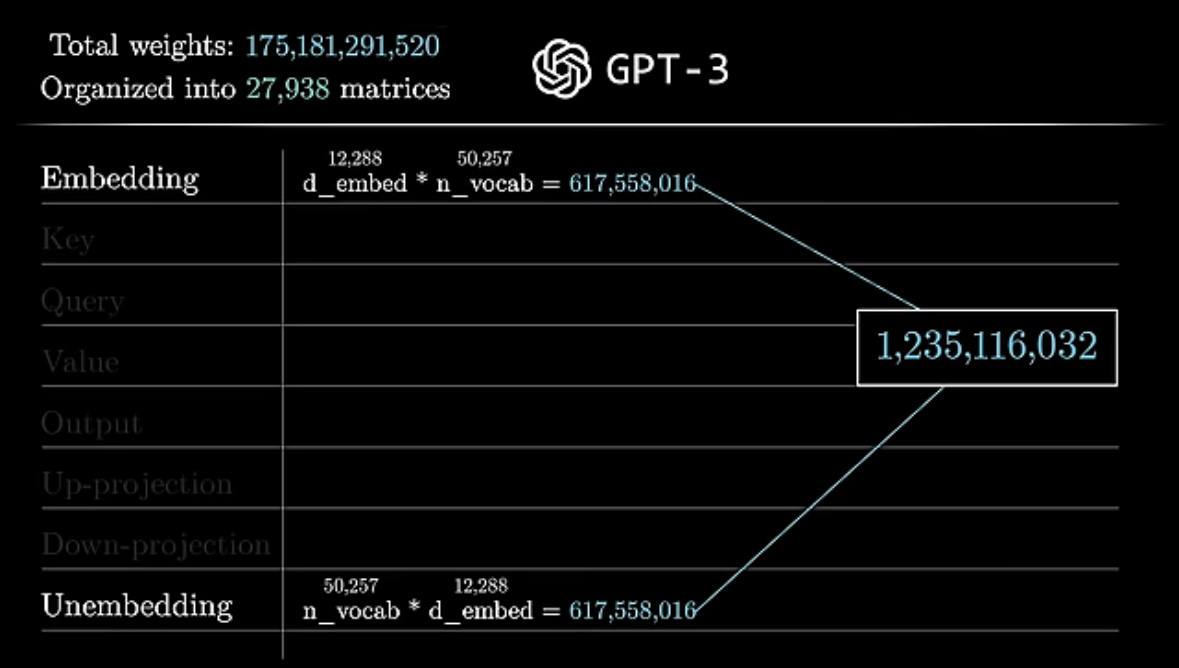 Total weights: 175,181,291,520
Organized into 27,938 matrices
GPT-3
12,288 50,257
Embedding d_embed * n_vocab = 617,558,016
Key
Query
1,235,116,032
Value
Output
Up-projection
Down-projection
50,257 12,288
Unembedding n_vocab * d_embed = 617,558,016